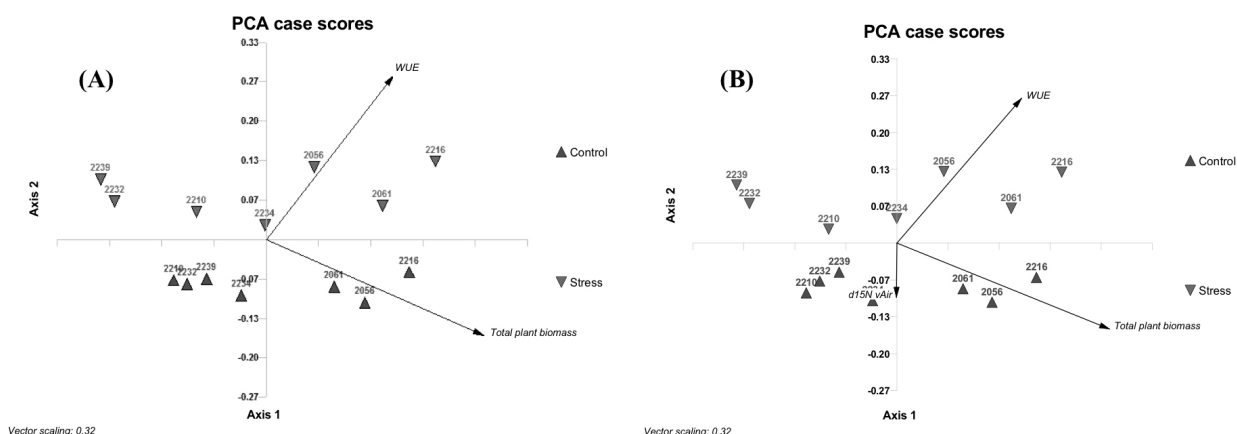 PCA case scores
0.33
(A)
WUE
0.27
0.20
2056
2216
2239
0.13
Control
2232
2210
2061
0.07
2234
Axis 2
2210
2232
2239
2216
-0.07
2234
2061
2056
Stress
-0.13
Total plant biomass
-0.20
-0.27
Axis 1
Vector scaling: 0.32
PCA case scores
0.33
(B)
WUE
0.27
0.20
2056
2216
2239
0.13
Control
2232
2061
0.07
2234
2210
Axis 2
2239
2232
2210
2216
-0.07
d15N vAir
2061
2056
Stress
-0.13
Total plant biomass
-0.20
-0.27
Axis 1
Vector scaling: 0.32